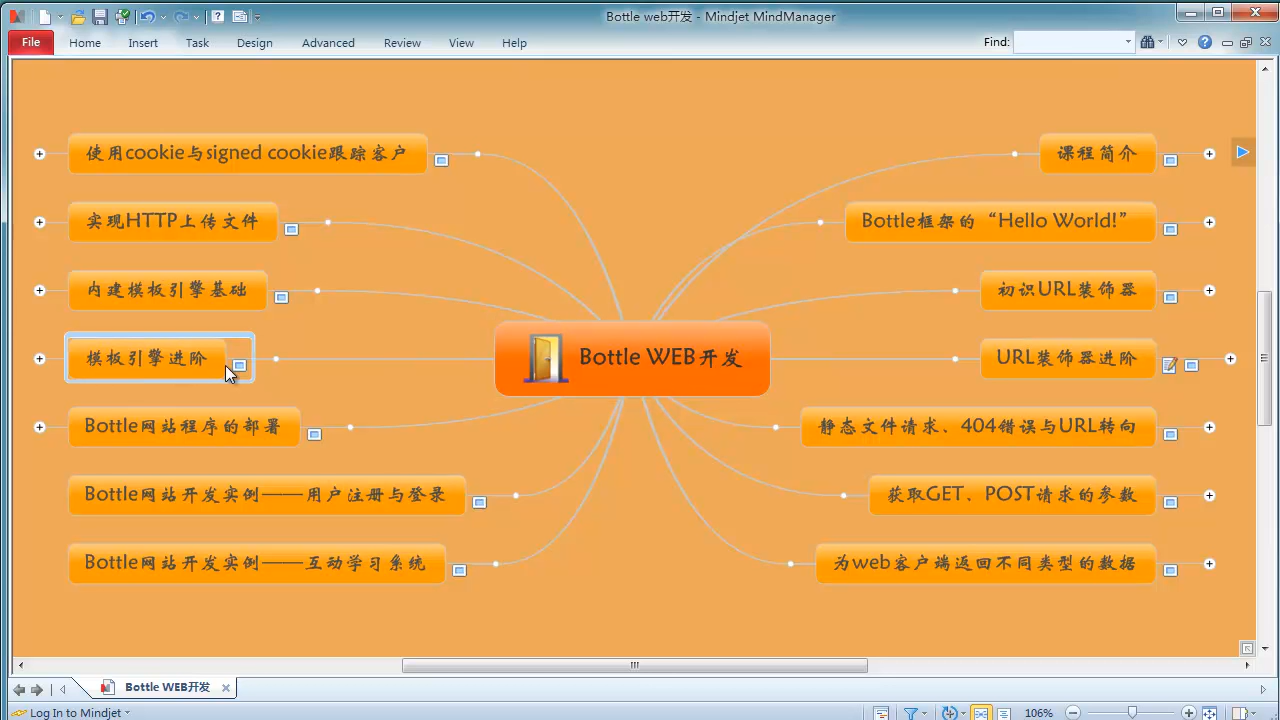 Bottle web开发 - Mindjet MindManager
File Home Insert Task Design Advanced Review View Help Find:
使用cookie与signed cookie跟踪客户
实现HTTP上传文件
内建模板引擎基础
模板引擎进阶
Bottle网站程序的部署
Bottle网站开发实例——用户注册与登录
Bottle网站开发实例——互动学习系统
Bottle WEB开发
课程简介
Bottle框架的“Hello World!”
初识URL装饰器
URL装饰器进阶
静态文件请求、404错误与URL转向
获取GET、POST请求的参数
为web客户端返回不同类型的数据
Bottle WEB开发
Log In to Mindjet 106%